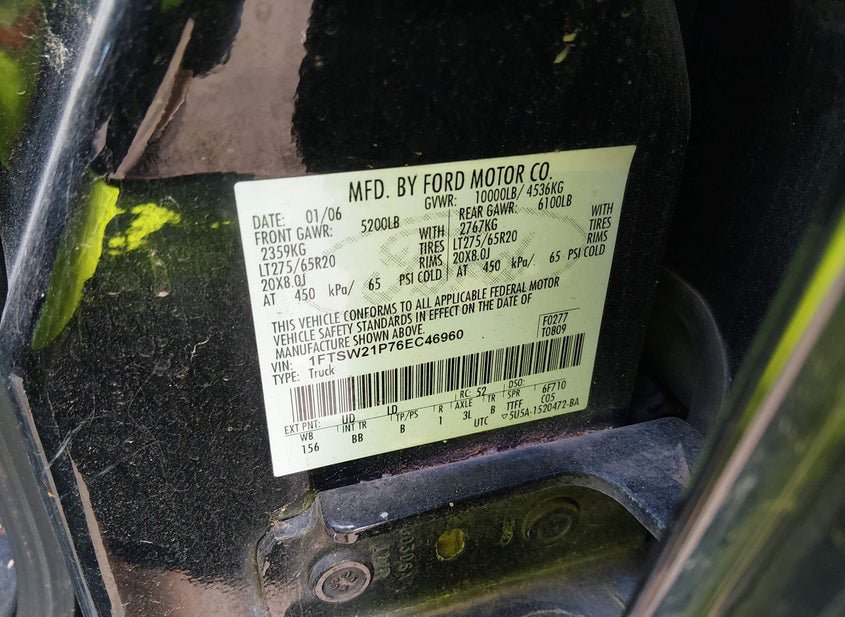 MFD. BY FORD MOTOR CO.
DATE: 01/06 GVWR: 10000LB/ 4536KG
FRONT GAWR: 5200LB REAR GAWR: 6100LB
2359KG WITH 2767KG WITH
LT275/65R20 TIRES LT275/65R20 TIRES
20X8.0J RIMS 20X8.0J RIMS
AT 450 kPa/ 65 PSI COLD AT 450 kPa/ 65 PSI COLD
THIS VEHICLE CONFORMS TO ALL APPLICABLE FEDERAL MOTOR
VEHICLE SAFETY STANDARDS IN EFFECT ON THE DATE OF
MANUFACTURE SHOWN ABOVE.
VIN: 1FTSW21P76EC46960 F0277
TYPE: Truck T0809
EXT PNT: UD LD RC: 52 DSO: 6F710
WB INT TR TP/PS R AXLE TR SPR C05
156 BB B 1 3L B TTFF
UTC 5U5A-1520472-BA